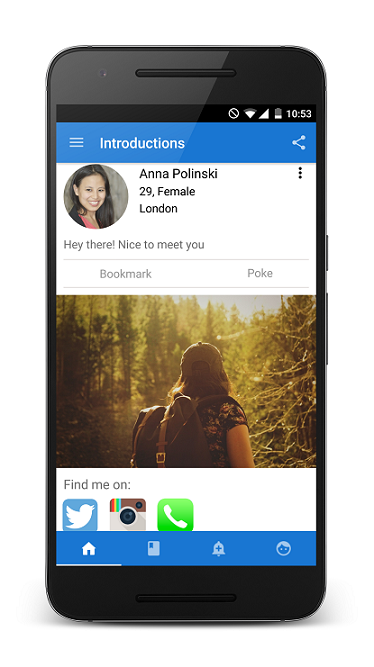 10:53
Introductions
Anna Polinski
29, Female
London
Hey there! Nice to meet you
Bookmark Poke
Find me on: